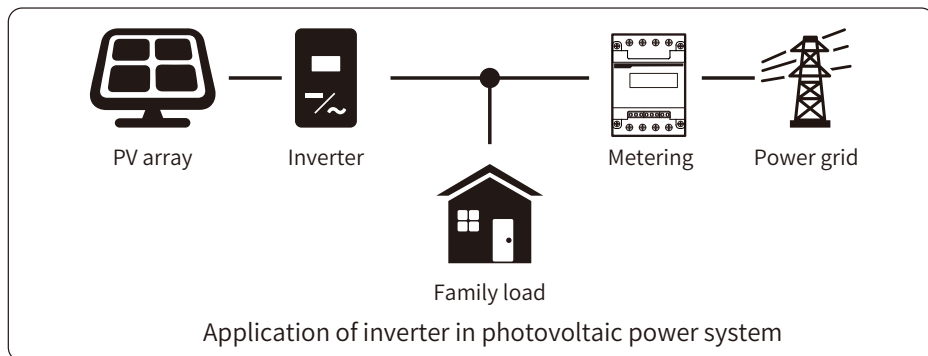 PV array
Inverter
Metering
Power grid
Family load
Application of inverter in photovoltaic power system